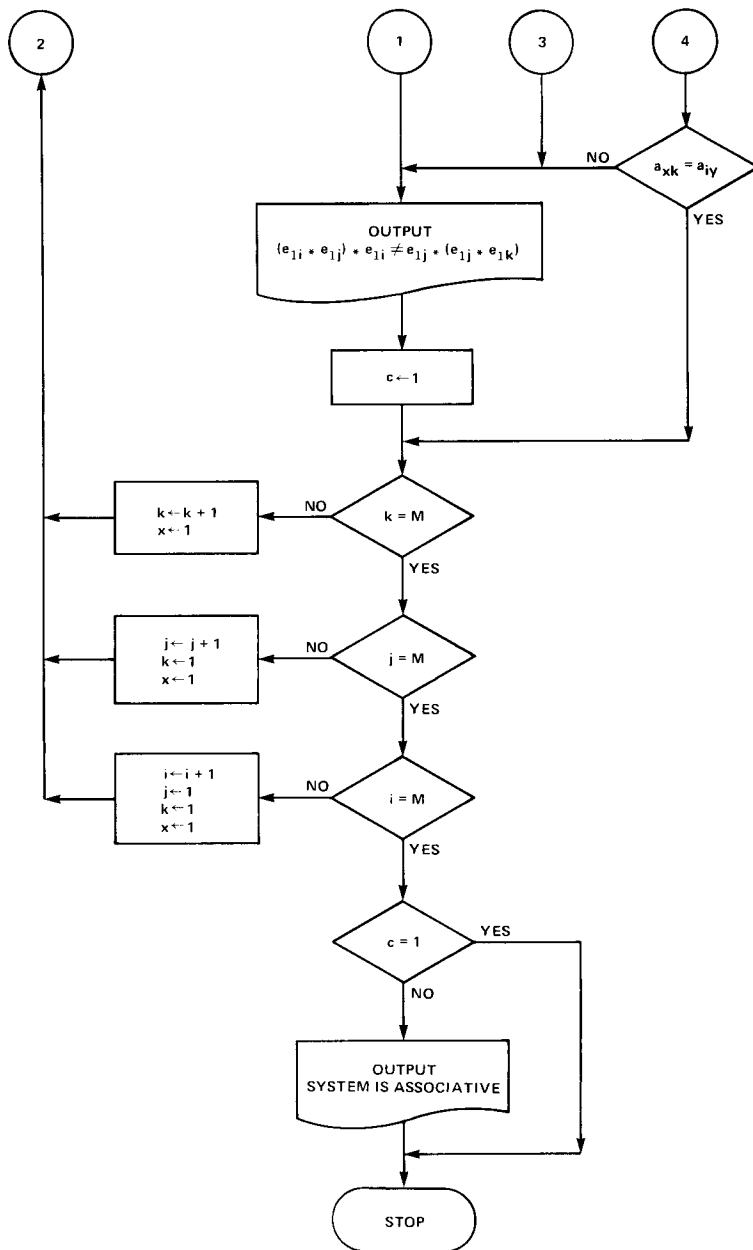 2
1
3
4
NO
a_xk = a_iy
YES
OUTPUT
(e_1i * e_1j) * e_1i ≠ e_1j * (e_1j * e_1k)
c ← 1
k ← k + 1
x ← 1
NO
k = M
YES
j ← j + 1
k ← 1
x ← 1
NO
j = M
YES
i ← i + 1
j ← 1
k ← 1
x ← 1
NO
i = M
YES
c = 1
YES
NO
OUTPUT
SYSTEM IS ASSOCIATIVE
STOP